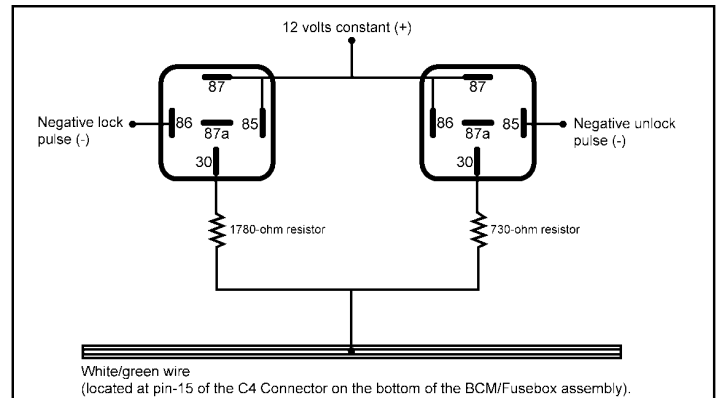 12 volts constant (+)
87
87
Negative lock
pulse (-)
86
87a
85
86
87a
85
Negative unlock
pulse (-)
30
30
1780-ohm resistor
730-ohm resistor
White/green wire
(located at pin-15 of the C4 Connector on the bottom of the BCM/Fusebox assembly).